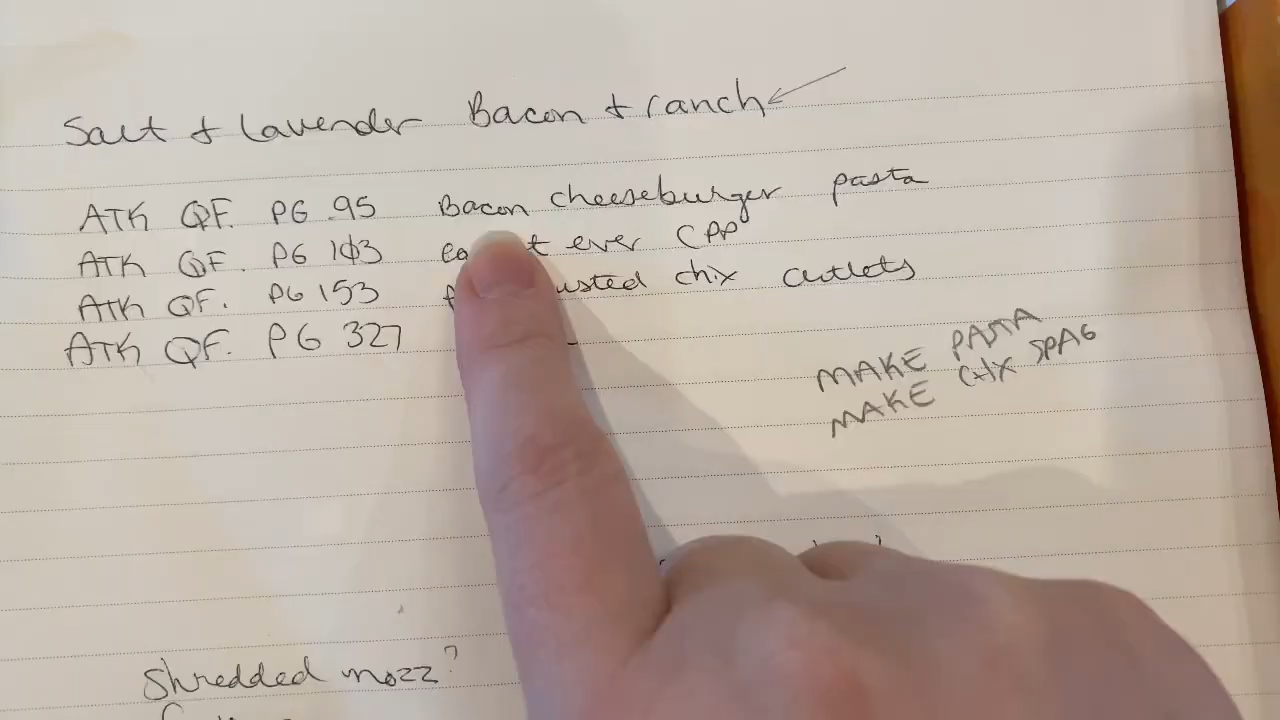 Salt + Lavender Bacon + ranch
ATK QF. PG 95 Bacon cheeseburger pasta
ATK QF. PG 103 ever CPP
ATK QF. PG 153 chix cutlets
ATK QF. PG 327
MAKE PASTA
MAKE CHX SPAG
Shredded mozz?